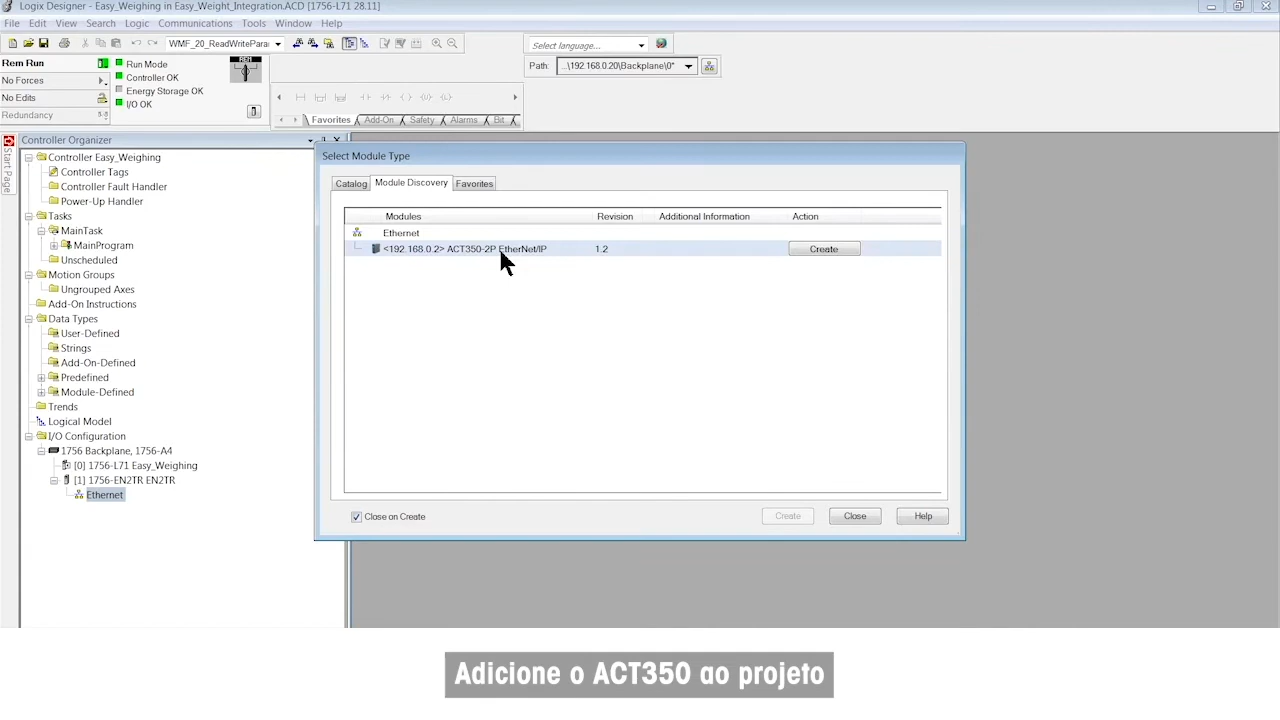 Logix Designer - Easy_Weighing in Easy_Weight_Integration.ACD [1756-L71 28.11]
File Edit View Search Logic Communications Tools Window Help
WMF_20_ReadWritePara
Select language...
Rem Run
Run Mode
Path: ...\192.168.0.20\Backplane\0*
No Forces
Controller OK
Energy Storage OK
No Edits
I/O OK
Redundancy
Favorites Add-On Safety Alarms Bit
Start Page
Controller Organizer
Controller Easy_Weighing
Controller Tags
Controller Fault Handler
Power-Up Handler
Tasks
MainTask
MainProgram
Unscheduled
Motion Groups
Ungrouped Axes
Add-On Instructions
Data Types
User-Defined
Strings
Add-On-Defined
Predefined
Module-Defined
Trends
Logical Model
I/O Configuration
1756 Backplane, 1756-A4
[0] 1756-L71 Easy_Weighing
[1] 1756-EN2TR EN2TR
Ethernet
Select Module Type
Catalog Module Discovery Favorites
Modules Revision Additional Information Action
Ethernet
<192.168.0.2> ACT350-2P EtherNet/IP 1.2 Create
Close on Create
Create Close Help
Adicione o ACT350 ao projeto